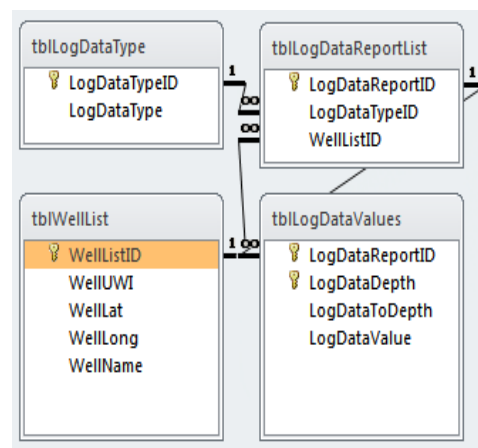 tblLogDataType
LogDataTypeID
LogDataType
1
∞
∞
tblLogDataReportList
LogDataReportID
LogDataTypeID
WellListID
1
tblWellList
WellListID
WellUWI
WellLat
WellLong
WellName
1
∞
tblLogDataValues
LogDataReportID
LogDataDepth
LogDataToDepth
LogDataValue